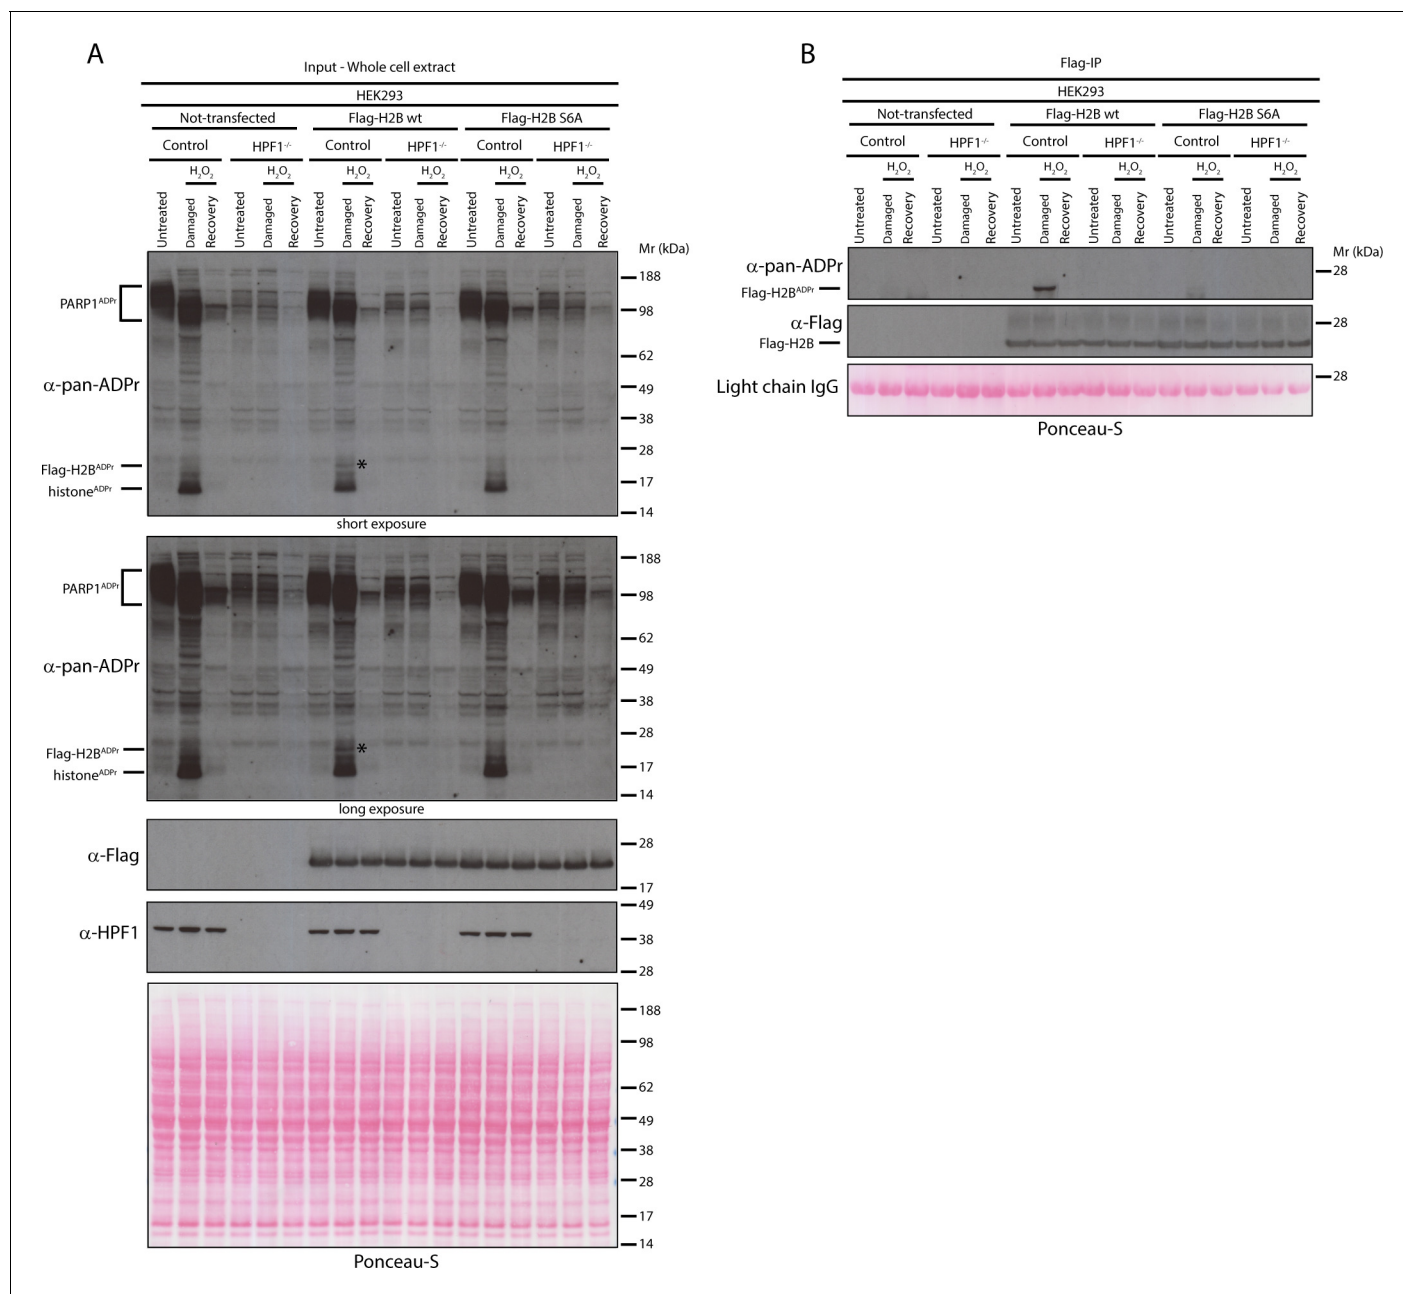 A
Input - Whole cell extract
HEK293
Not-transfected Flag-H2B wt Flag-H2B S6A
Control HPF1-/- Control HPF1-/- Control HPF1-/-
H2O2 H2O2 H2O2 H2O2 H2O2 H2O2
Untreated Damaged Recovery Untreated Damaged Recovery Untreated Damaged Recovery Untreated Damaged Recovery Untreated Damaged Recovery Untreated Damaged Recovery
Mr (kDa)
188
PARP1ADPr
98
62
α-pan-ADPr
49
38
28
Flag-H2BADPr
*
17
histoneADPr
14
short exposure
188
PARP1ADPr
98
62
α-pan-ADPr
49
38
28
Flag-H2BADPr
*
17
histoneADPr
14
long exposure
28
α-Flag
17
49
α-HPF1
38
28
188
98
62
49
38
28
17
14
Ponceau-S
B
Flag-IP
HEK293
Not-transfected Flag-H2B wt Flag-H2B S6A
Control HPF1-/- Control HPF1-/- Control HPF1-/-
H2O2 H2O2 H2O2 H2O2 H2O2 H2O2
Untreated Damaged Recovery Untreated Damaged Recovery Untreated Damaged Recovery Untreated Damaged Recovery Untreated Damaged Recovery Untreated Damaged Recovery
Mr (kDa)
α-pan-ADPr
28
Flag-H2BADPr
α-Flag
28
Flag-H2B
28
Light chain IgG
Ponceau-S